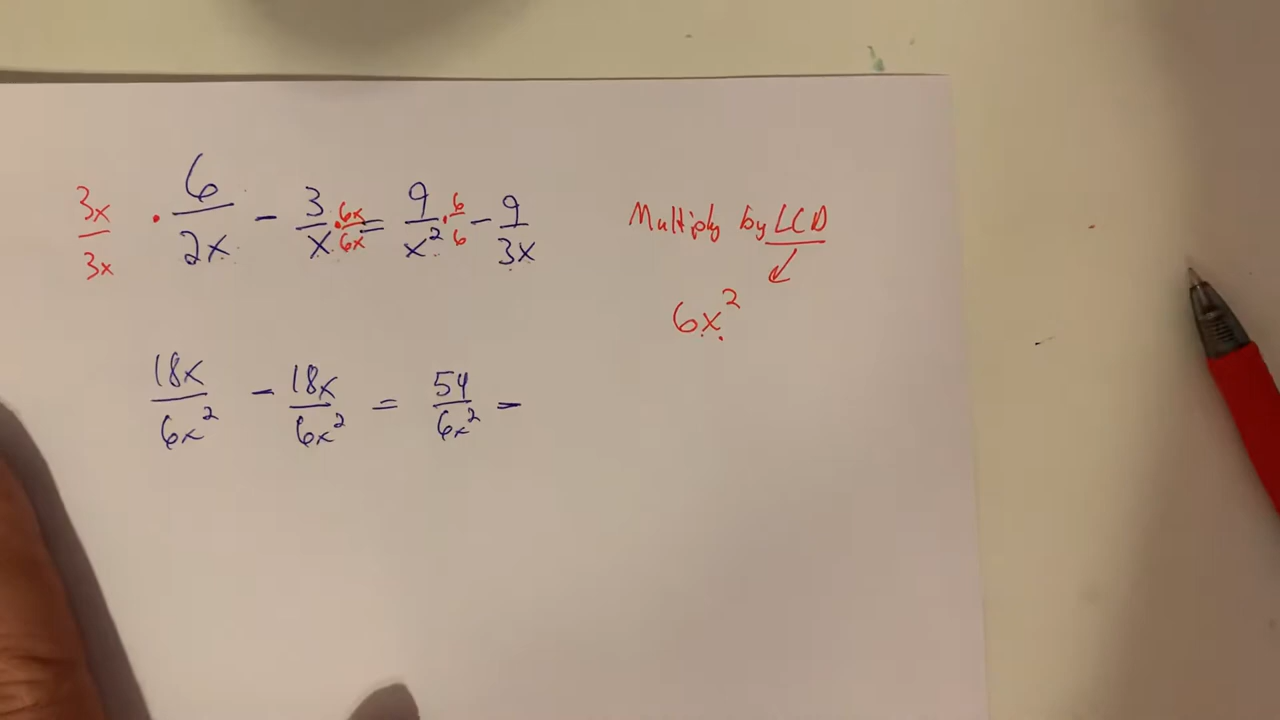 3x/3x · 6/2x - 3/x · 6x/6x = 9/x² · 6/6 - 9/3x
Multiply by LCD
6x²
18x/6x² - 18x/6x² = 54/6x² -